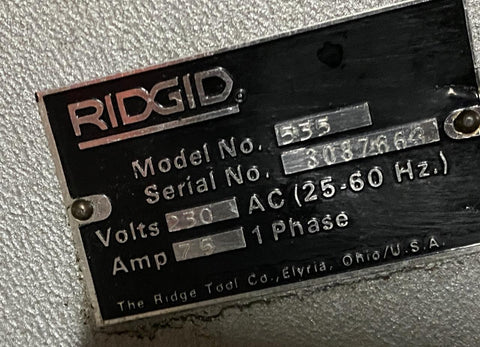 RIDGID®
Model No. 535
Serial No.
Volts 230 AC (25-60 Hz.)
Amp 7.5 1 Phase
The Ridge Tool Co., Elyria, Ohio/U.S.A.